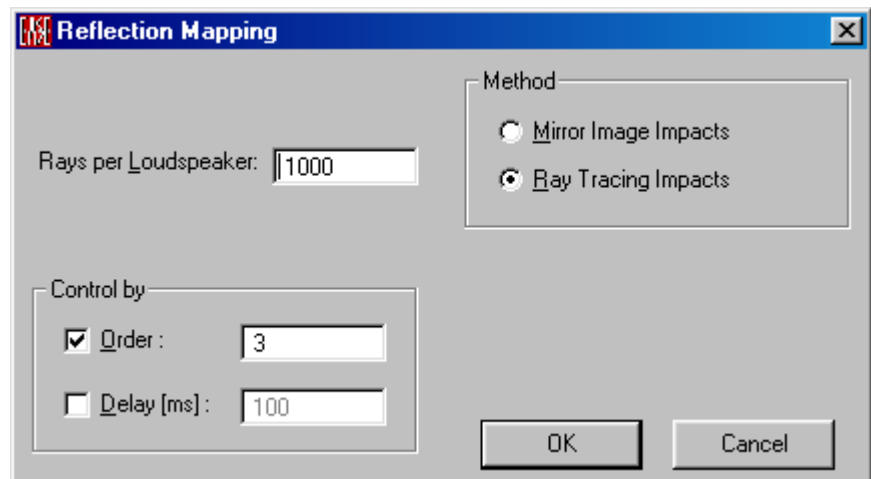 EASE Reflection Mapping
Rays per Loudspeaker: 1000
Method
Mirror Image Impacts
Ray Tracing Impacts
Control by
Order : 3
Delay [ms] : 100
OK Cancel